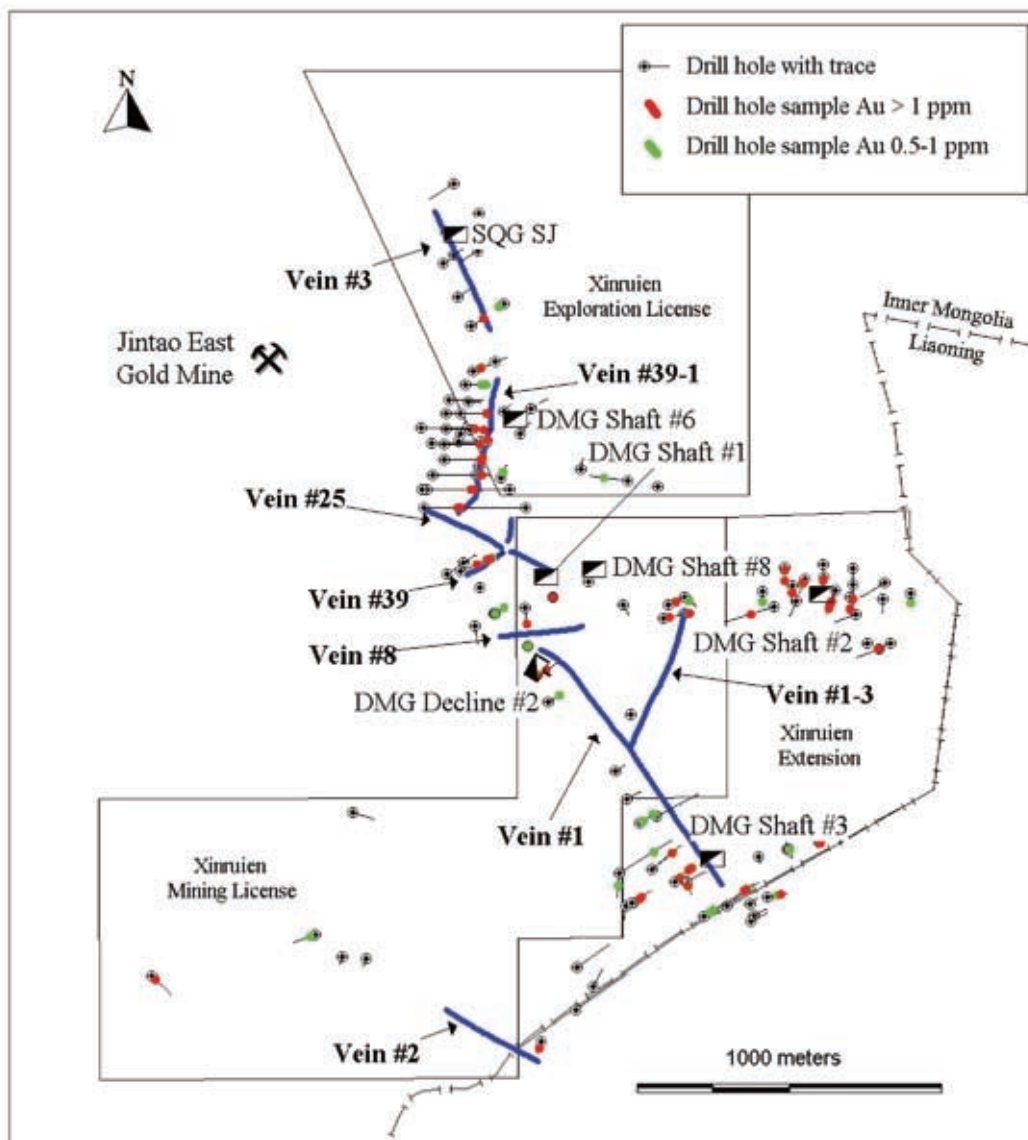 N
Drill hole with trace
Drill hole sample Au > 1 ppm
Drill hole sample Au 0.5-1 ppm
SQG SJ
Vein #3
Xinruien
Exploration License
Inner Mongolia
Liaoning
Jintao East
Gold Mine
Vein #39-1
DMG Shaft #6
DMG Shaft #1
Vein #25
DMG Shaft #8
Vein #39
DMG Shaft #2
Vein #8
DMG Decline #2
Vein #1-3
Xinruien
Extension
Vein #1
DMG Shaft #3
Xinruien
Mining License
Vein #2
1000 meters